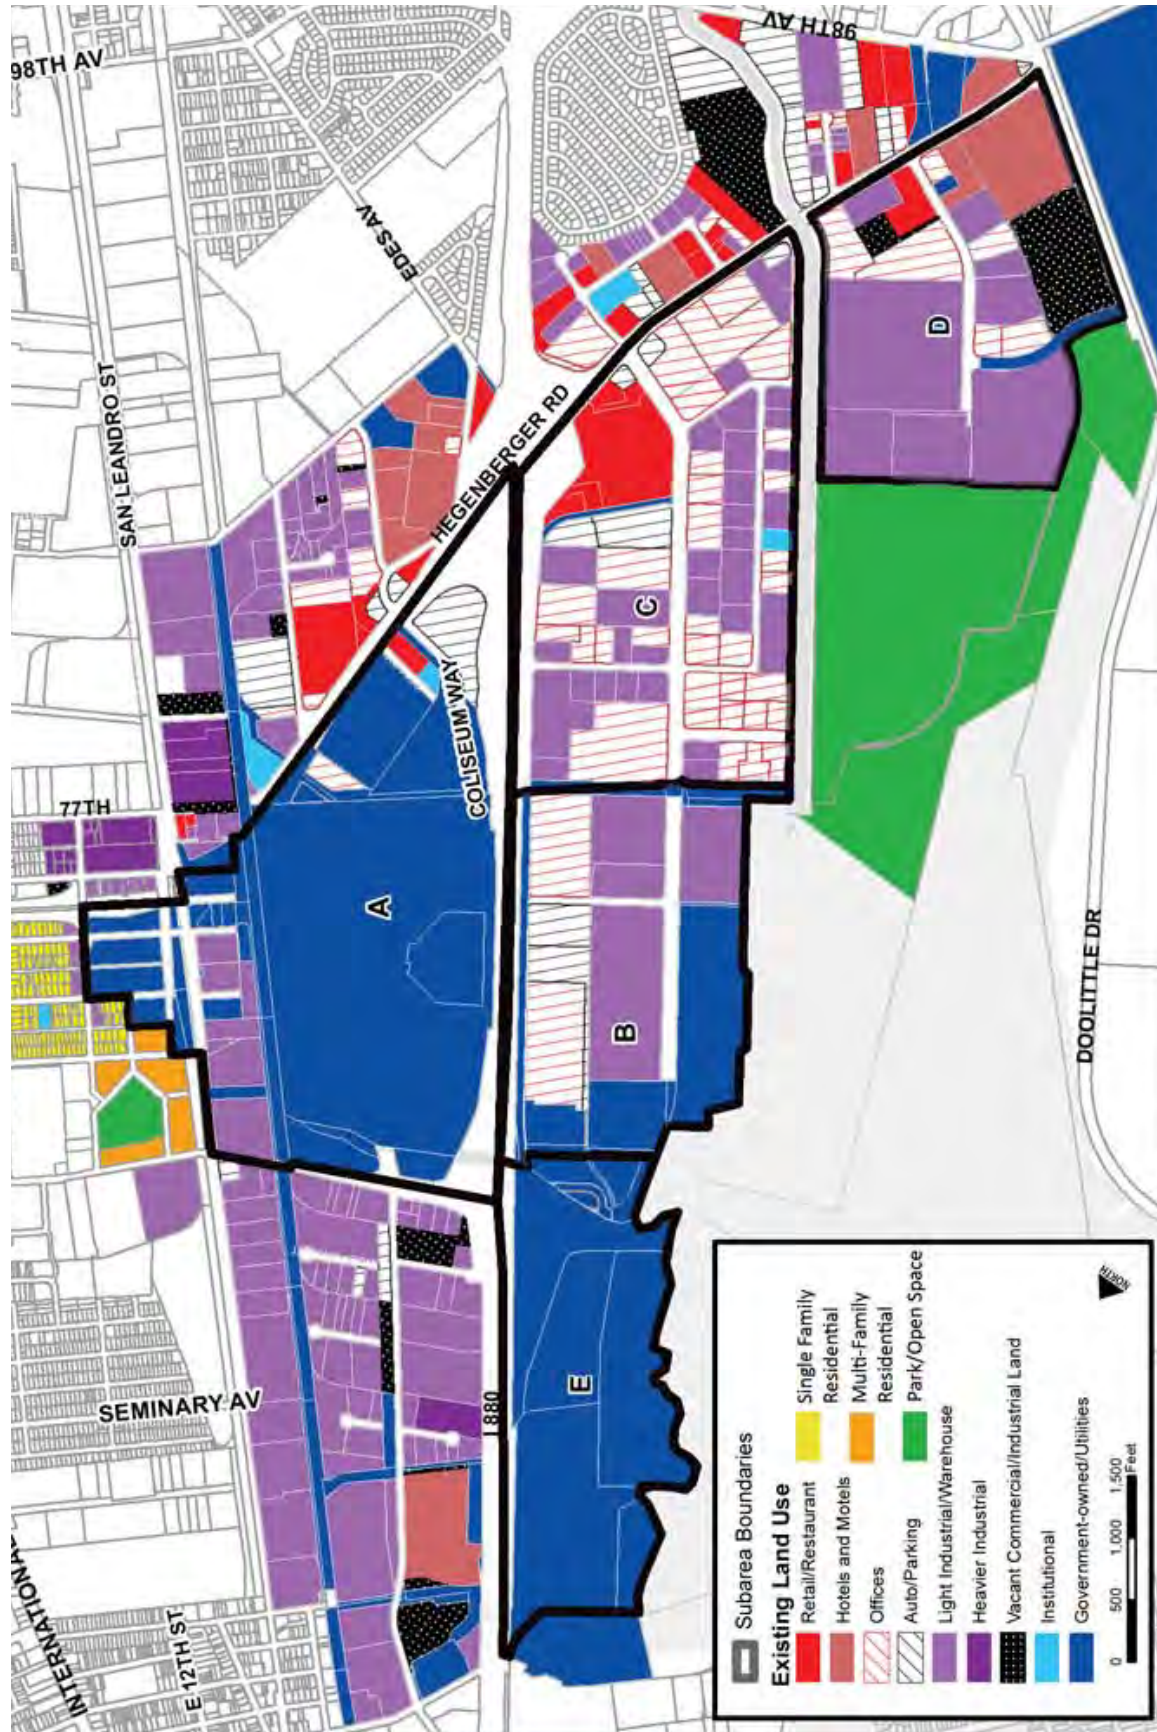 98TH AV
98TH AV
EDES AV
SAN LEANDRO ST
HEGENBERGER RD
D
C
COLISEUM WAY
77TH
A
B
DOOLITTLE DR
SEMINARY AV
E
I 880
INTERNATIONAL
E 12TH ST
Subarea Boundaries
Existing Land Use
Retail/Restaurant
Hotels and Motels
Offices
Auto/Parking
Light Industrial/Warehouse
Heavier Industrial
Vacant Commercial/Industrial Land
Institutional
Government-owned/Utilities
Single Family
Residential
Multi-Family
Residential
Park/Open Space
NORTH
0 500 1,000 1,500
Feet